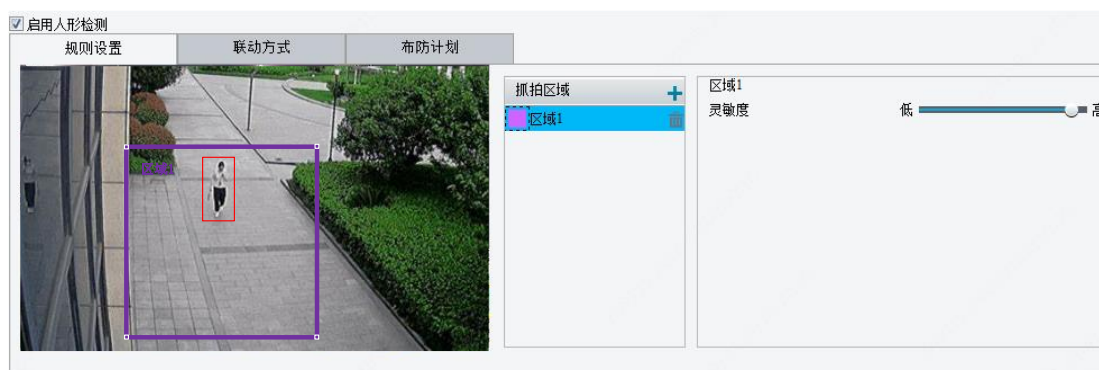 启用人形检测
规则设置 联动方式 布防计划
抓拍区域
区域1
区域1
区域1
灵敏度 低 高